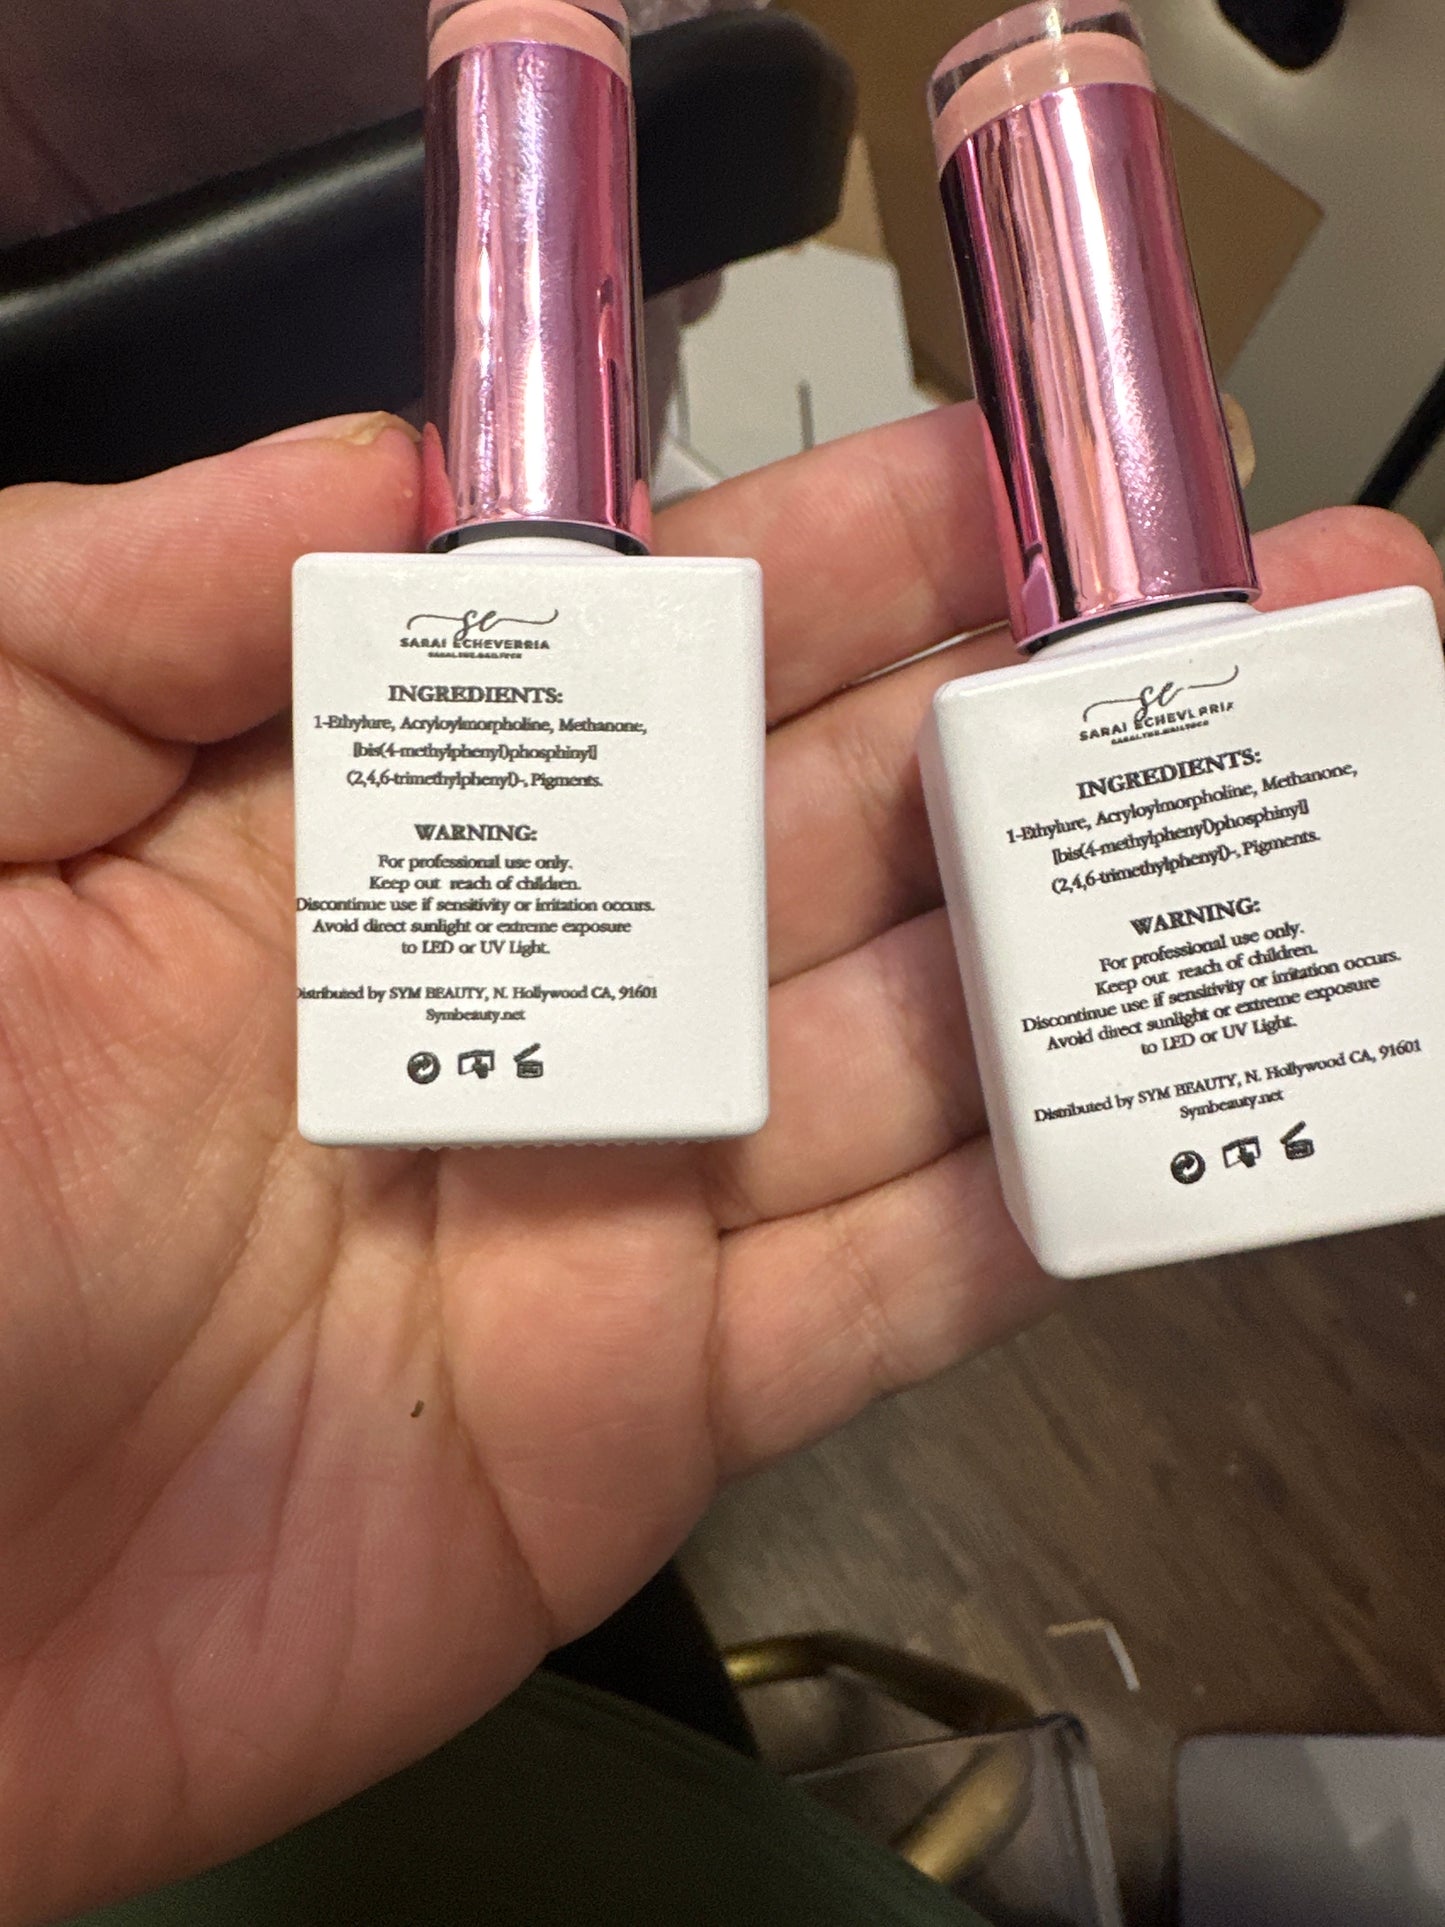 se
SARAI ECHEVERRIA
INGREDIENTS:
1-Ethylure, Acryloylmorpholine, Methanone,
[bis(4-methylphenyl)phosphinyl]
(2,4,6-trimethylphenyl)-, Pigments.
WARNING:
For professional use only.
Keep out reach of children.
Discontinue use if sensitivity or irritation occurs.
Avoid direct sunlight or extreme exposure
to LED or UV Light.
Distributed by SYM BEAUTY, N. Hollywood CA, 91601
Symbeauty.net
se
SARAI ECHEVERRIA
INGREDIENTS:
1-Ethylure, Acryloylmorpholine, Methanone,
[bis(4-methylphenyl)phosphinyl]
(2,4,6-trimethylphenyl)-, Pigments.
WARNING:
For professional use only.
Keep out reach of children.
Discontinue use if sensitivity or irritation occurs.
Avoid direct sunlight or extreme exposure
to LED or UV Light.
Distributed by SYM BEAUTY, N. Hollywood CA, 91601
Symbeauty.net